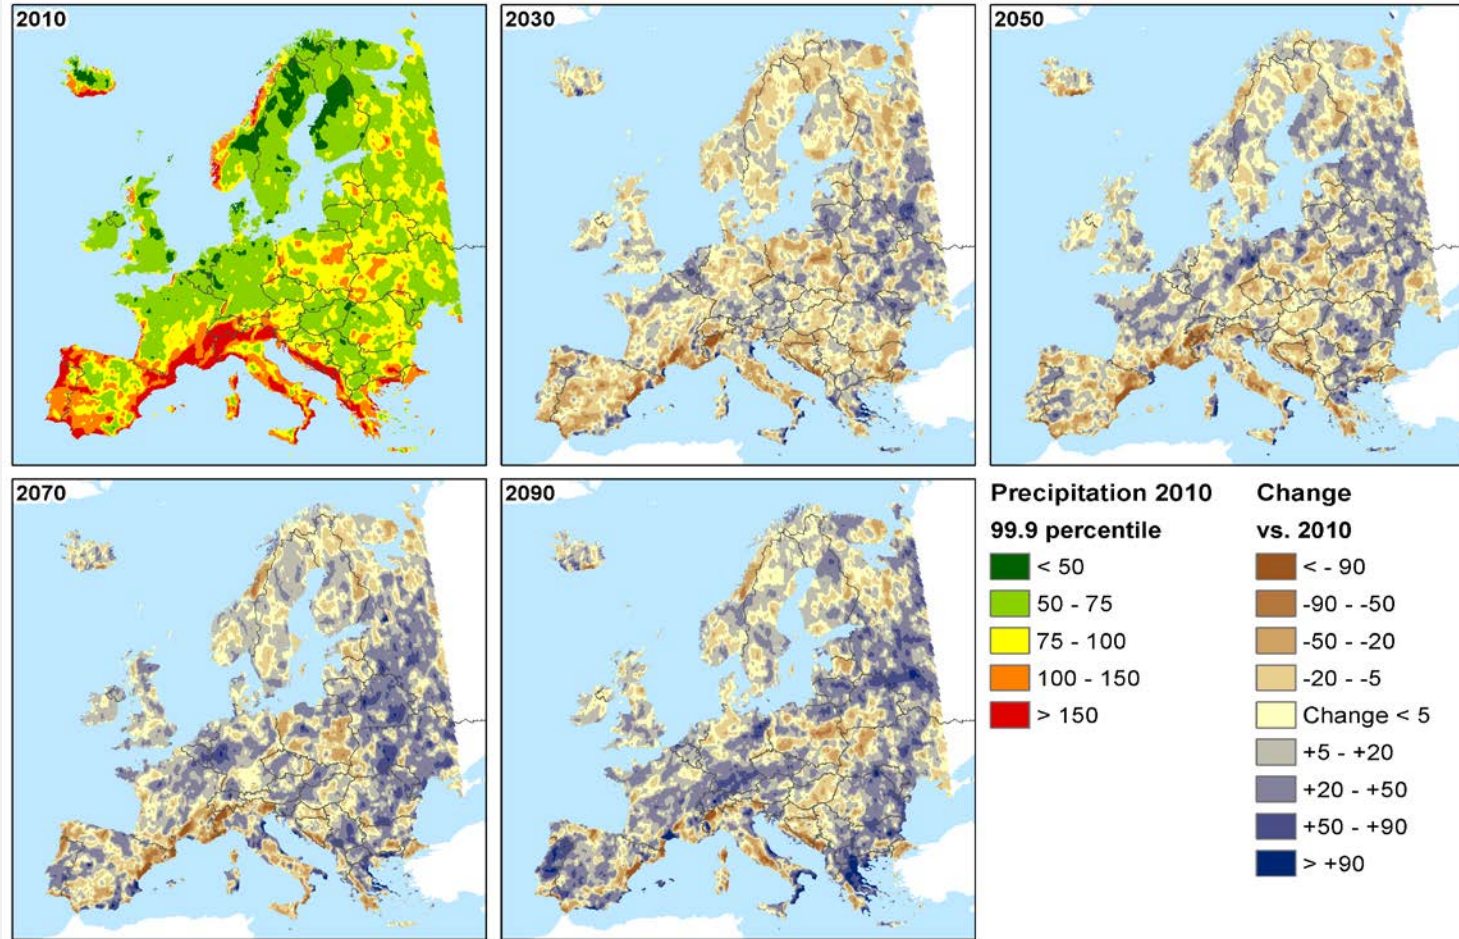 2010
2030
2050
2070
2090
Precipitation 2010
99.9 percentile
< 50
50 - 75
75 - 100
100 - 150
> 150
Change
vs. 2010
< - 90
-90 - -50
-50 - -20
-20 - -5
Change < 5
+5 - +20
+20 - +50
+50 - +90
> +90